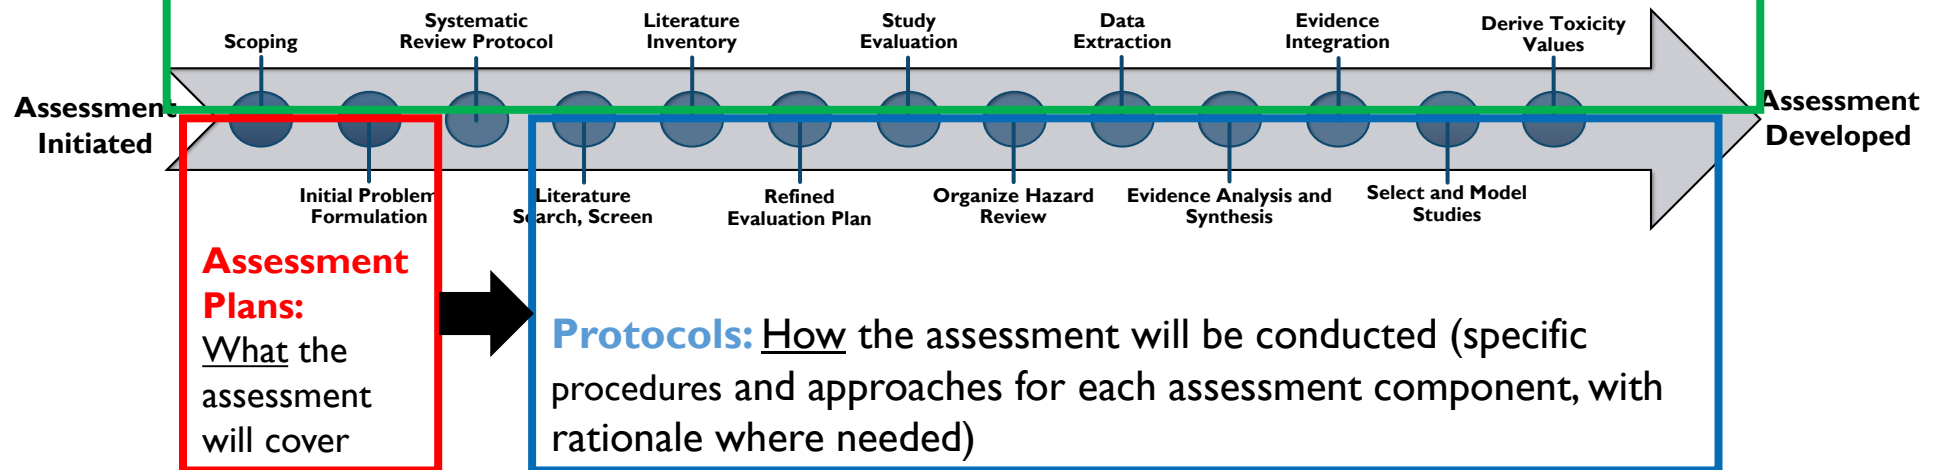 Assessment
Initiated
Scoping
Initial Problem
Formulation
Systematic
Review Protocol
Literature
Search, Screen
Literature
Inventory
Refined
Evaluation Plan
Study
Evaluation
Organize Hazard
Review
Data
Extraction
Evidence Analysis and
Synthesis
Evidence
Integration
Select and Model
Studies
Derive Toxicity
Values
Assessment
Developed
Assessment
Plans:
What the
assessment
will cover
Protocols: How the assessment will be conducted (specific
procedures and approaches for each assessment component, with
rationale where needed)